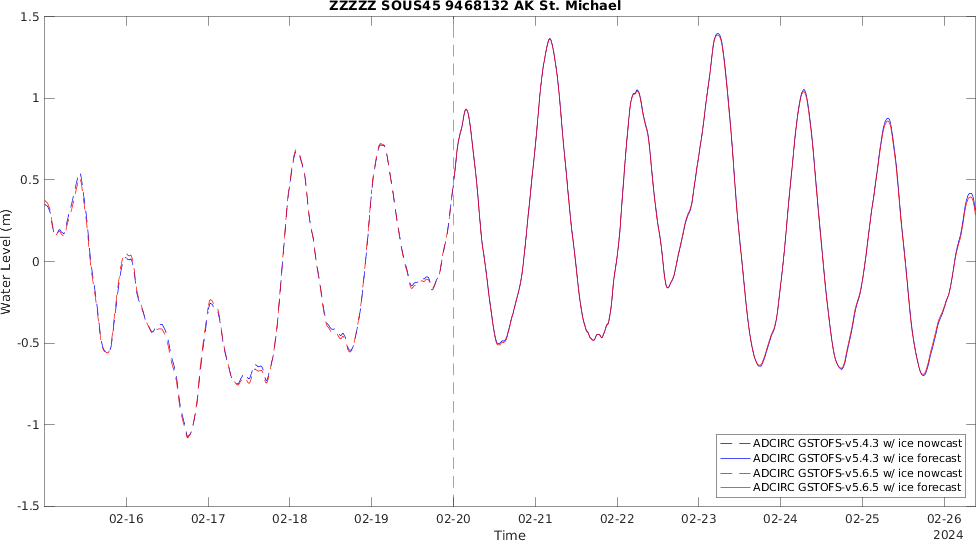 ZZZZZ SOUS45 9468132 AK St. Michael
1.5
1
0.5
0
-0.5
-1
-1.5
Water Level (m)
02-16 02-17 02-18 02-19 02-20 02-21 02-22 02-23 02-24 02-25 02-26
2024
Time
ADCIRC GSTOFS-v5.4.3 w/ ice nowcast
ADCIRC GSTOFS-v5.4.3 w/ ice forecast
ADCIRC GSTOFS-v5.6.5 w/ ice nowcast
ADCIRC GSTOFS-v5.6.5 w/ ice forecast